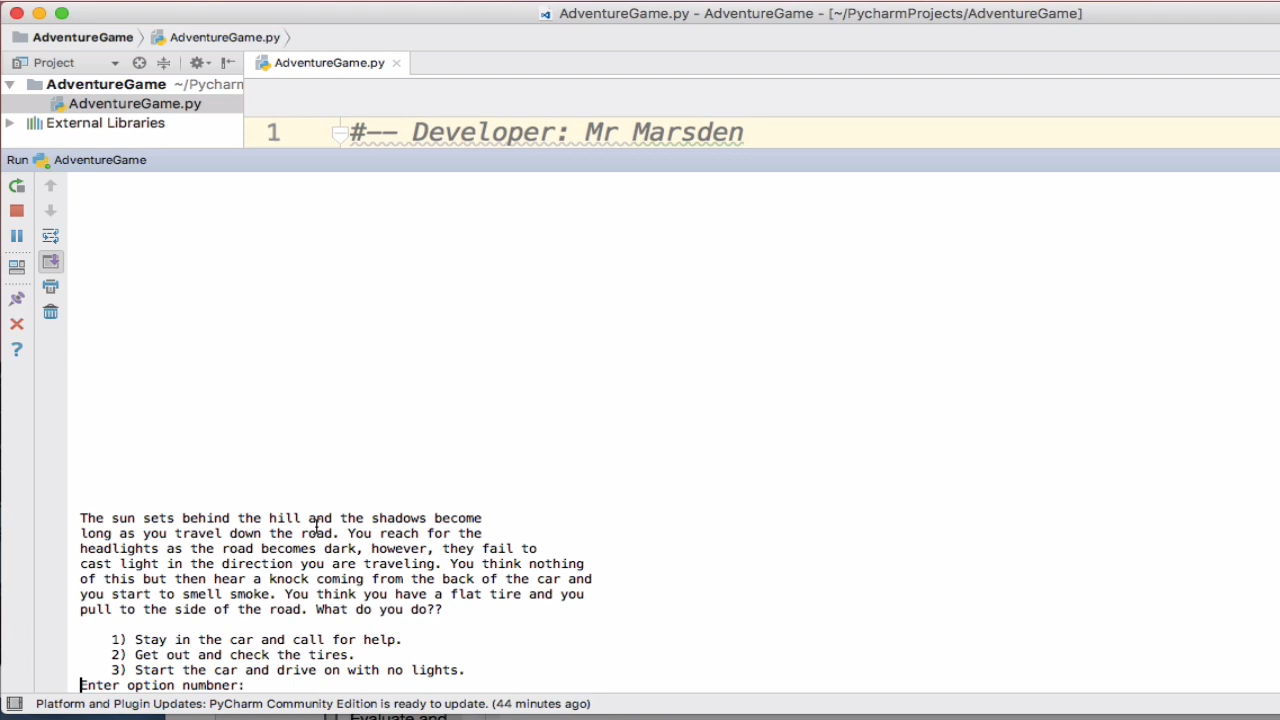 AdventureGame.py - AdventureGame - [~/PycharmProjects/AdventureGame]
AdventureGame AdventureGame.py
Project AdventureGame.py
AdventureGame ~/Pycharm
AdventureGame.py
External Libraries
1 #-- Developer: Mr Marsden
Run AdventureGame
The sun sets behind the hill and the shadows become
long as you travel down the road. You reach for the
headlights as the road becomes dark, however, they fail to
cast light in the direction you are traveling. You think nothing
of this but then hear a knock coming from the back of the car and
you start to smell smoke. You think you have a flat tire and you
pull to the side of the road. What do you do??
1) Stay in the car and call for help.
2) Get out and check the tires.
3) Start the car and drive on with no lights.
Enter option numbner:
Platform and Plugin Updates: PyCharm Community Edition is ready to update. (44 minutes ago)
Evaluate and